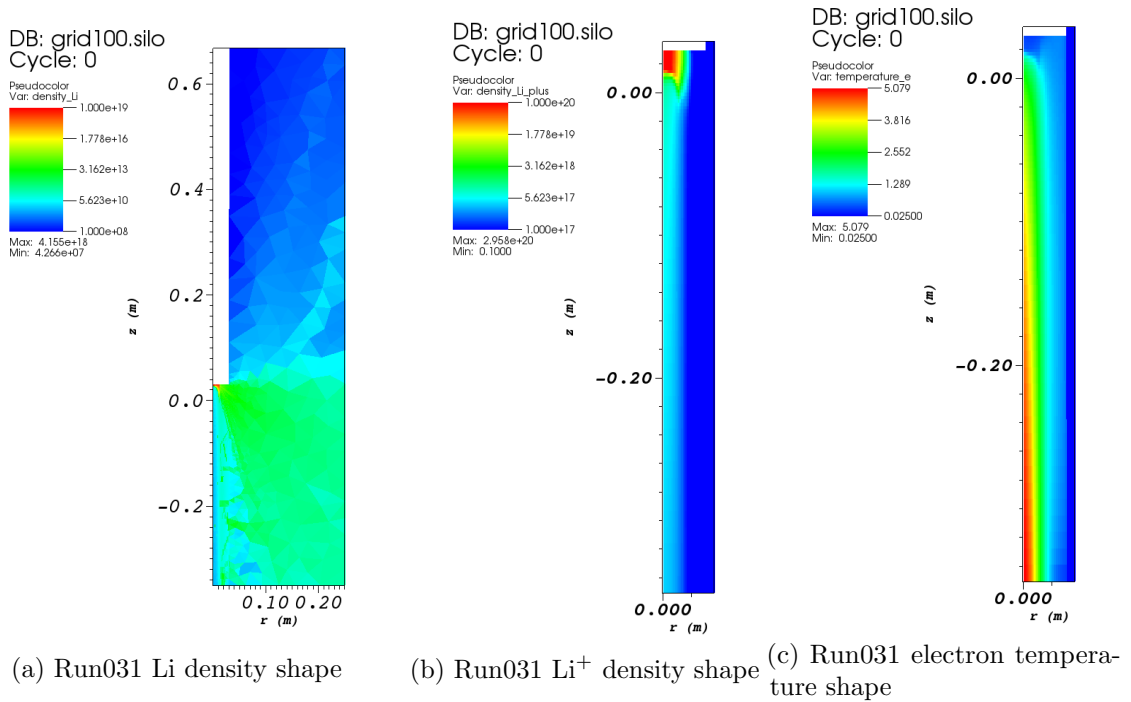 DB: grid100.silo
Cycle: 0
Pseudocolor
Var: density_Li
1.000e+19
1.778e+16
3.162e+13
5.623e+10
1.000e+08
Max: 4.155e+18
Min: 4.266e+07
0.6
0.4
0.2
0.0
-0.2
z (m)
0.10 0.20
r (m)
(a) Run031 Li density shape
DB: grid100.silo
Cycle: 0
Pseudocolor
Var: density_Li_plus
1.000e+20
1.778e+19
3.162e+18
5.623e+17
1.000e+17
Max: 2.958e+20
Min: 0.1000
0.00
-0.20
z (m)
0.000
r (m)
(b) Run031 Li+ density shape
DB: grid100.silo
Cycle: 0
Pseudocolor
Var: temperature_e
5.079
3.816
2.552
1.289
0.02500
Max: 5.079
Min: 0.02500
0.00
-0.20
z (m)
0.000
r (m)
(c) Run031 electron tempera-
ture shape